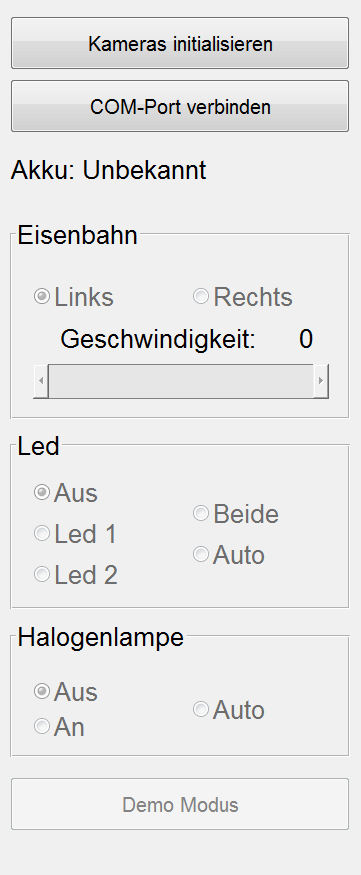 Kameras initialisieren
COM-Port verbinden
Akku: Unbekannt
Eisenbahn
Links
Rechts
Geschwindigkeit: 0
Led
Aus
Led 1
Led 2
Beide
Auto
Halogenlampe
Aus
An
Auto
Demo Modus